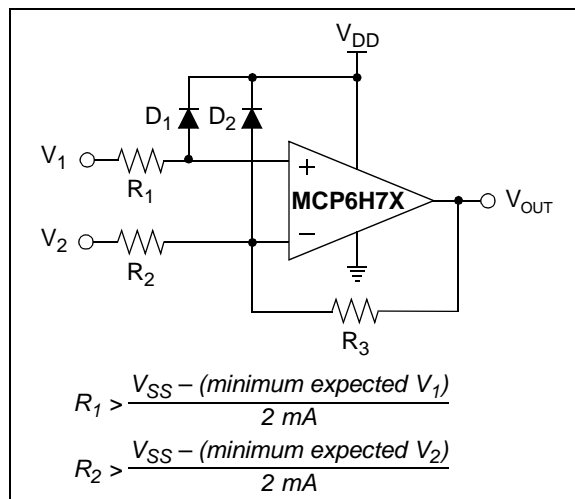 V_DD
D_1 D_2
V_1
R_1
+
MCP6H7X
V_OUT
V_2
–
R_2
R_3
R_1 > V_SS – (minimum expected V_1) / 2 mA
R_2 > V_SS – (minimum expected V_2) / 2 mA